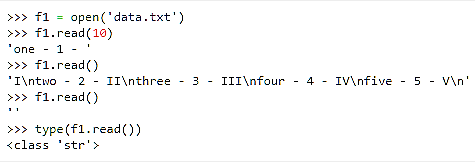 >>> f1 = open('data.txt')
>>> f1.read(10)
'one - 1 - '
>>> f1.read()
'I\ntwo - 2 - II\nthree - 3 - III\nfour - 4 - IV\nfive - 5 - V\n'
>>> f1.read()
''
>>> type(f1.read())
<class 'str'>